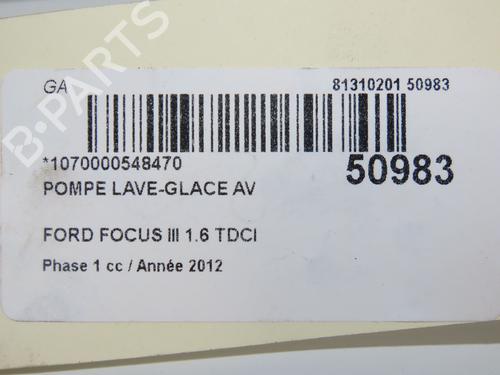 B-PARTS
GA 81310201 50983
*1070000548470 50983
POMPE LAVE-GLACE AV
FORD FOCUS III 1.6 TDCI
Phase 1 cc / Année 2012